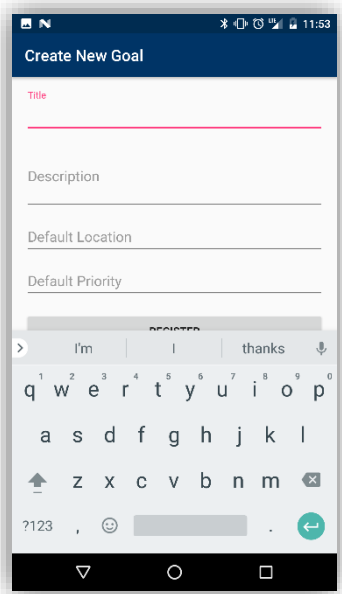 11:53
Create New Goal
Title
Description
Default Location
Default Priority
REGISTER
I'm I thanks
1 2 3 4 5 6 7 8 9 0
q w e r t y u i o p
a s d f g h j k l
z x c v b n m
?123 , .